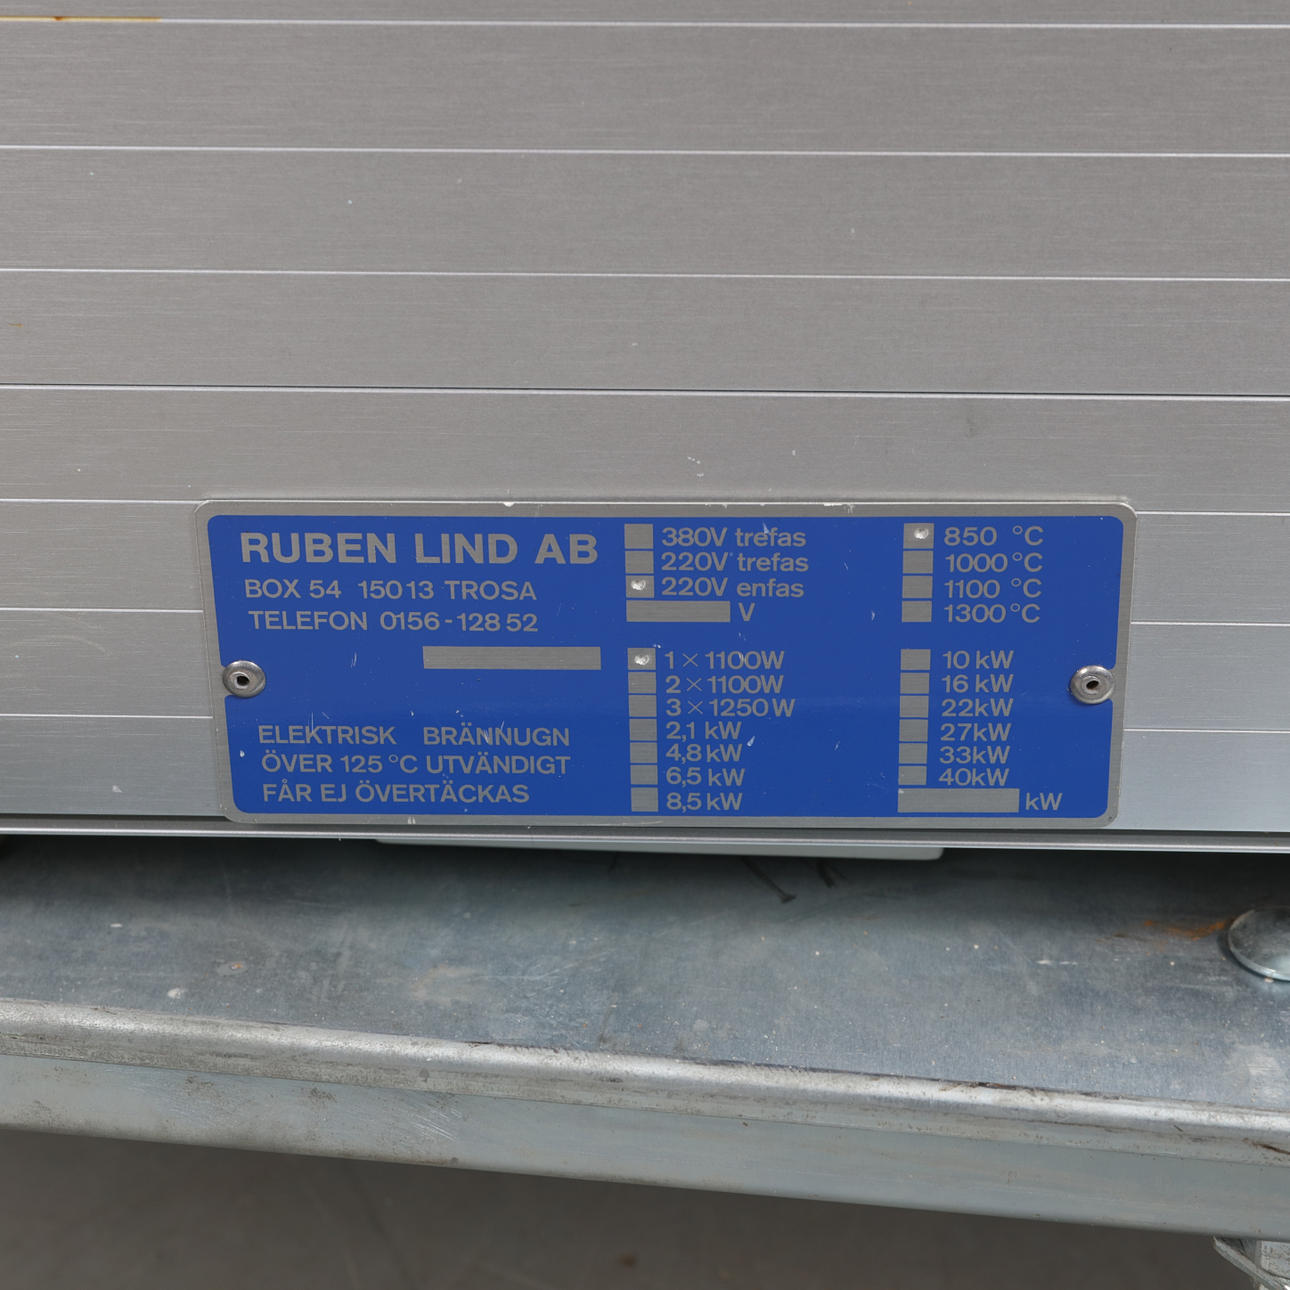 RUBEN LIND AB
BOX 54 150 13 TROSA
TELEFON 0156-128 52
ELEKTRISK BRÄNNUGN
ÖVER 125 °C UTVÄNDIGT
FÅR EJ ÖVERTÄCKAS
380V trefas
220V trefas
220V enfas
V
1 × 1100W
2 × 1100W
3 × 1250W
2,1 kW
4,8 kW
6,5 kW
8,5 kW
850 °C
1000 °C
1100 °C
1300 °C
10 kW
16 kW
22kW
27kW
33kW
40kW
kW